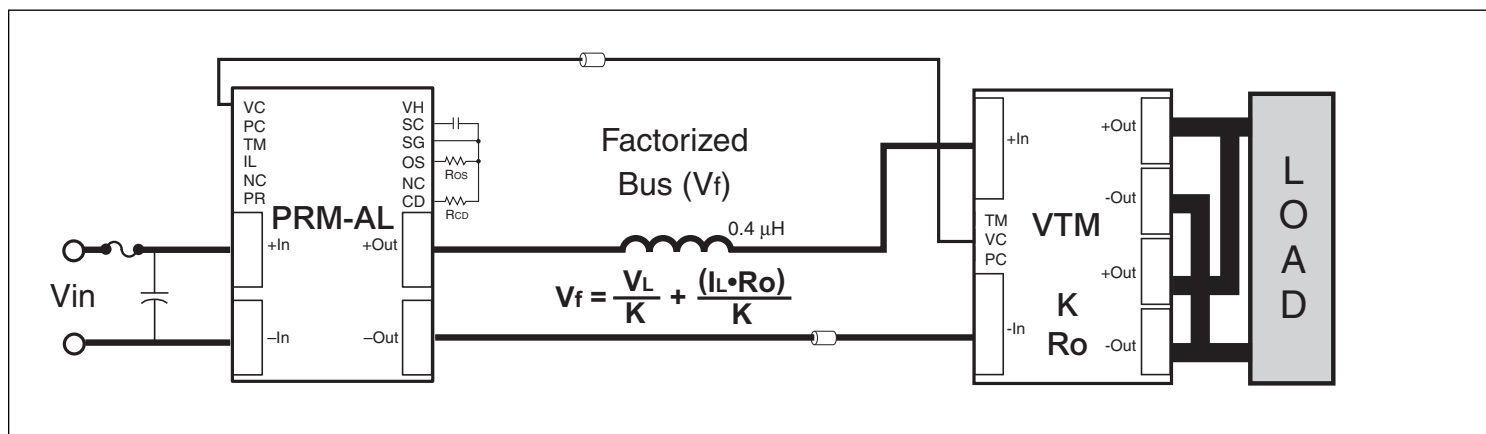 VC
PC
TM
IL
NC
PR
VH
SC
SG
OS
NC
CD
ROS
RCD
PRM-AL
+In
–In
+Out
–Out
Vin
Factorized
Bus (Vf)
0.4 µH
Vf = VL/K + (IL•Ro)/K
+In
TM
VC
PC
-In
VTM
K
Ro
+Out
-Out
+Out
-Out
LOAD